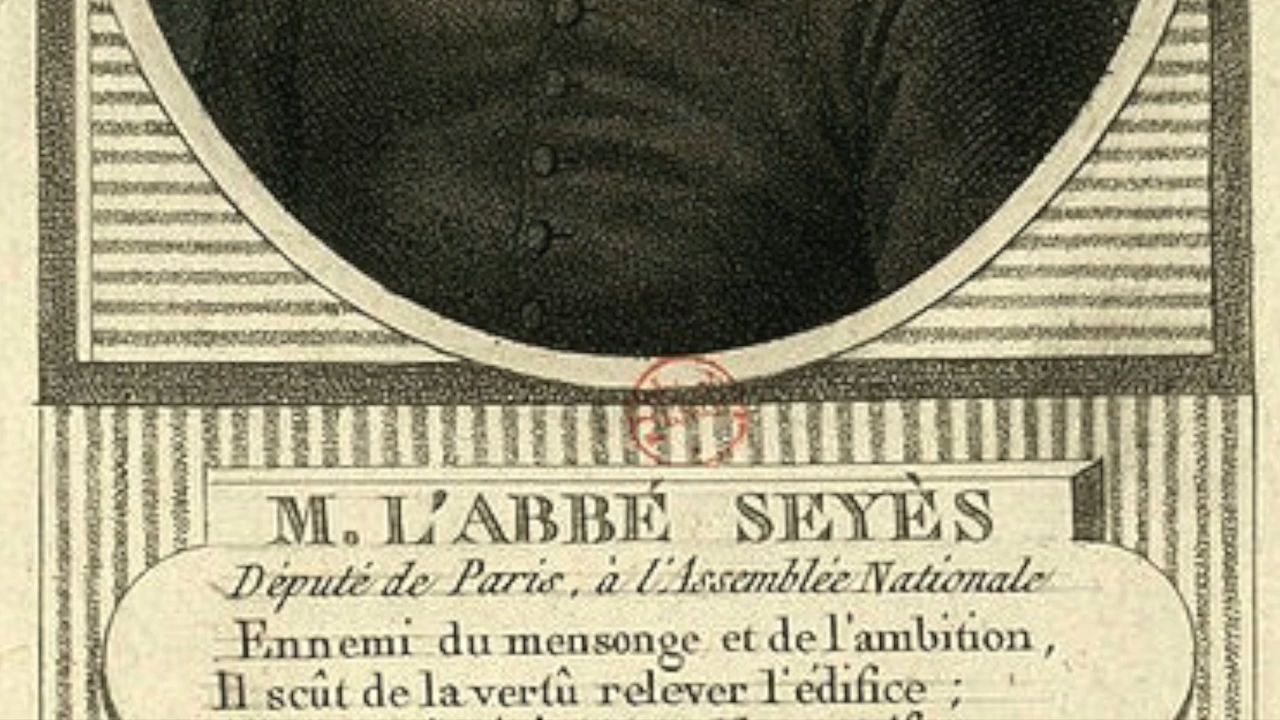 M. L'ABBÉ SEYÈS
Député de Paris, à l'Assemblée Nationale
Ennemi du mensonge et de l'ambition,
Il scût de la vertû relever l'édifice ;